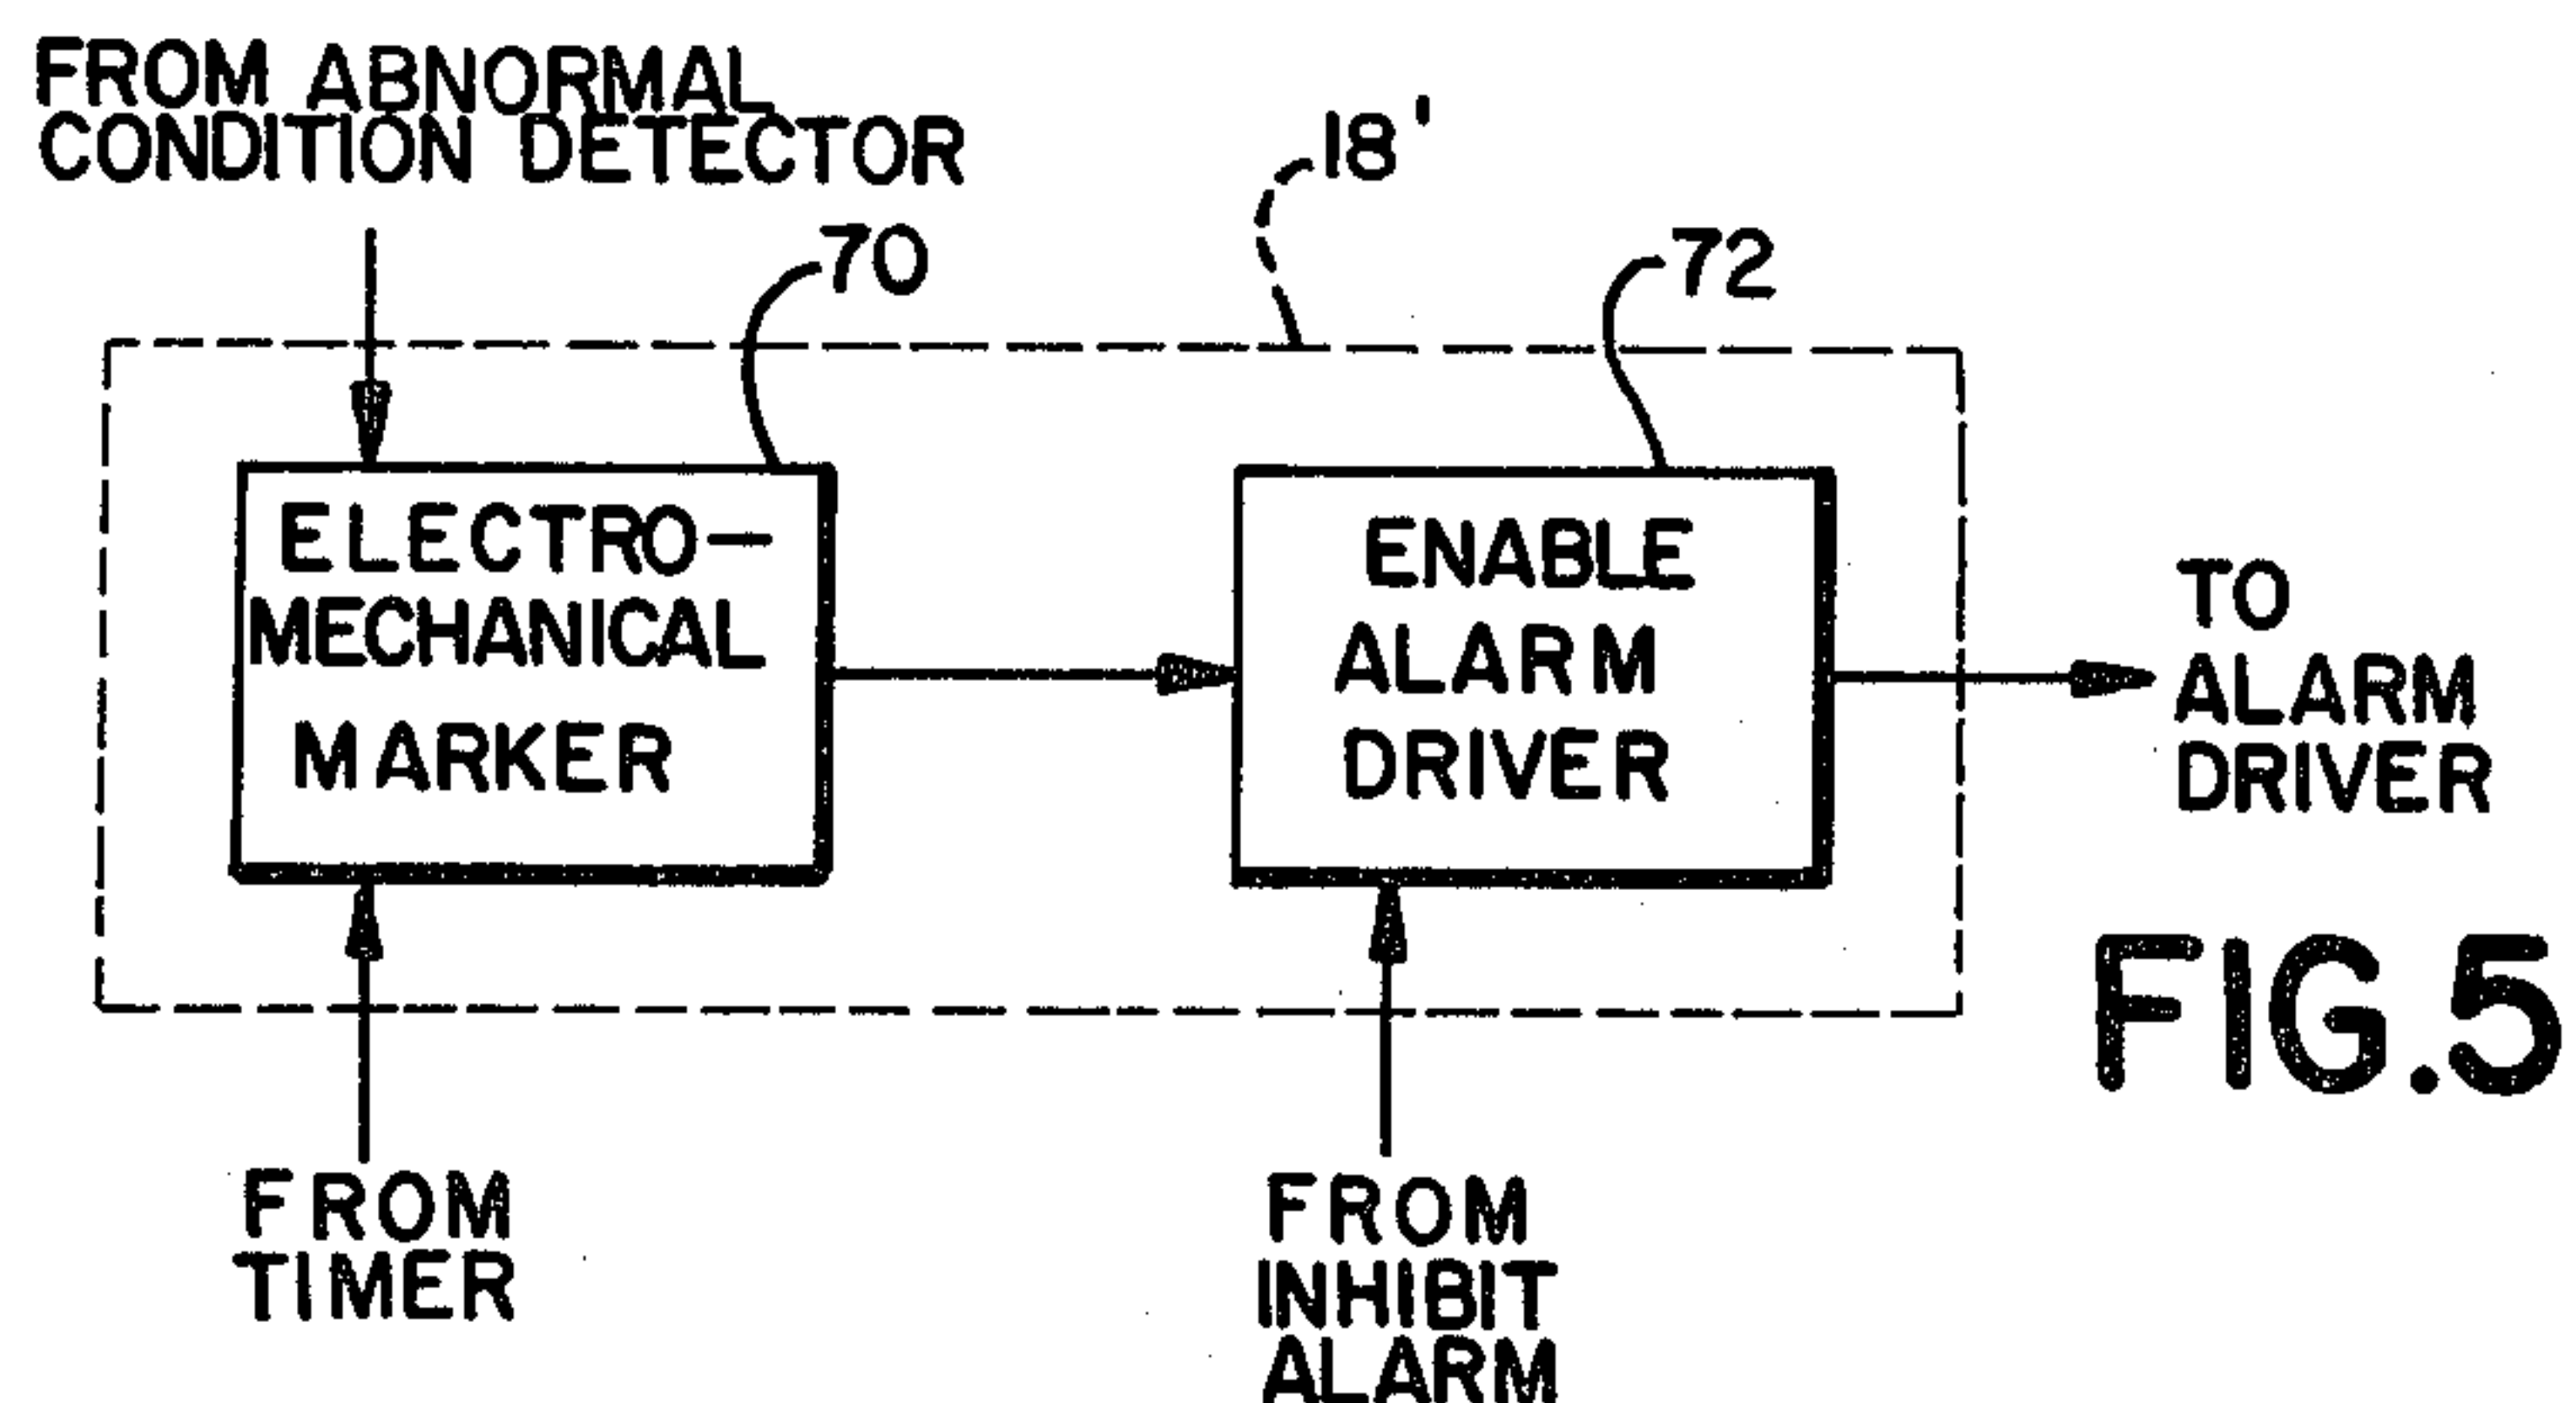 FROM ABNORMAL
CONDITION DETECTOR
18'
70
72
ELECTRO-
MECHANICAL
MARKER
ENABLE
ALARM
DRIVER
TO
ALARM
DRIVER
FIG.5
FROM
TIMER
FROM
INHIBIT
ALARM